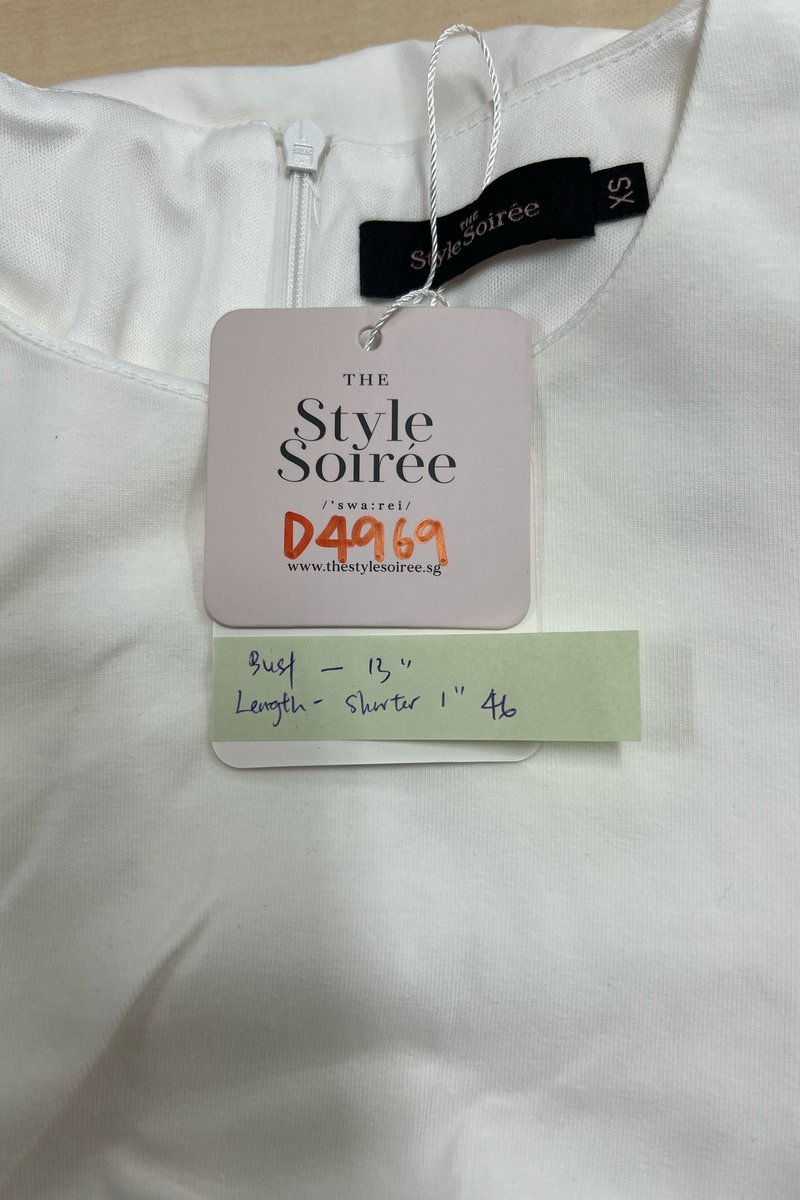 THE
Style Soirée
XS
THE
Style
Soirée
/'swa:rei/
D4969
www.thestylesoiree.sg
Bust - 13"
Length - Shorter 1" 46